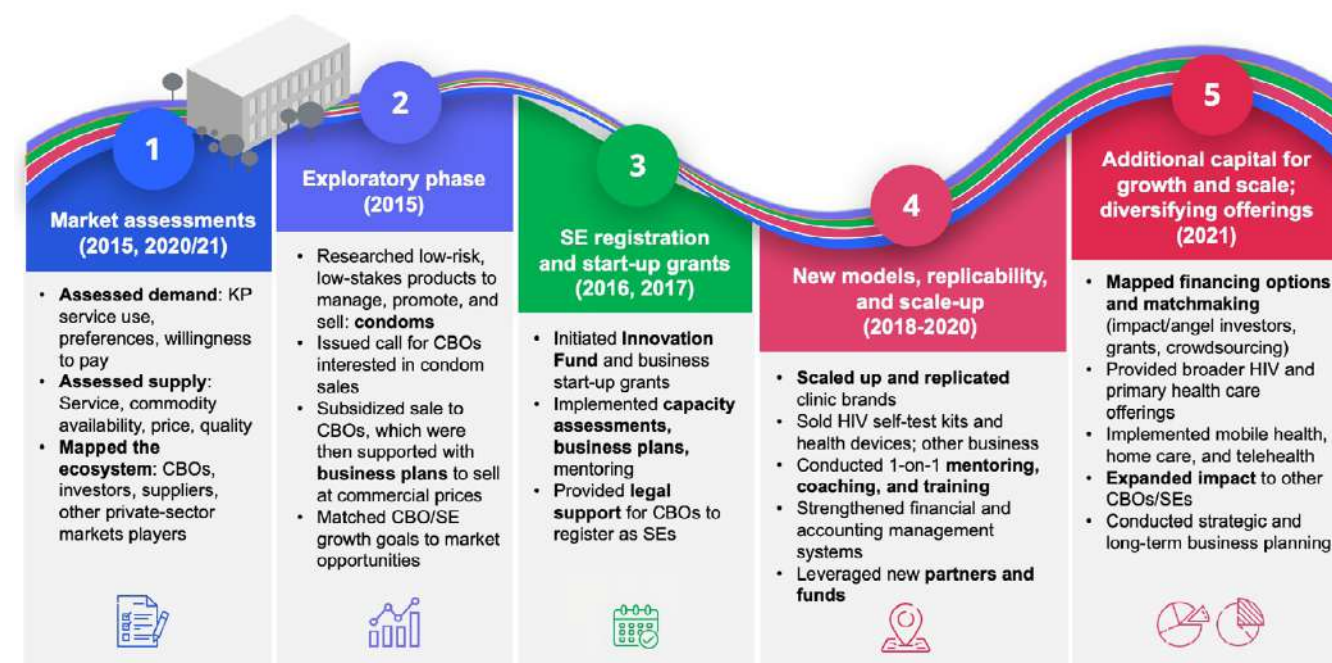 1
Market assessments
(2015, 2020/21)
• Assessed demand: KP
service use,
preferences, willingness
to pay
• Assessed supply:
Service, commodity
availability, price, quality
• Mapped the
ecosystem: CBOs,
investors, suppliers,
other private-sector
markets players
2
Exploratory phase
(2015)
• Researched low-risk,
low-stakes products to
manage, promote, and
sell: condoms
• Issued call for CBOs
interested in condom
sales
• Subsidized sale to
CBOs, which were
then supported with
business plans to sell
at commercial prices
• Matched CBO/SE
growth goals to market
opportunities
3
SE registration
and start-up grants
(2016, 2017)
• Initiated Innovation
Fund and business
start-up grants
• Implemented capacity
assessments,
business plans,
mentoring
• Provided legal
support for CBOs to
register as SEs
4
New models, replicability,
and scale-up
(2018-2020)
• Scaled up and replicated
clinic brands
• Sold HIV self-test kits and
health devices; other business
• Conducted 1-on-1 mentoring,
coaching, and training
• Strengthened financial and
accounting management
systems
• Leveraged new partners and
funds
5
Additional capital for
growth and scale;
diversifying offerings
(2021)
• Mapped financing options
and matchmaking
(impact/angel investors,
grants, crowdsourcing)
• Provided broader HIV and
primary health care
offerings
• Implemented mobile health,
home care, and telehealth
• Expanded impact to other
CBOs/SEs
• Conducted strategic and
long-term business planning